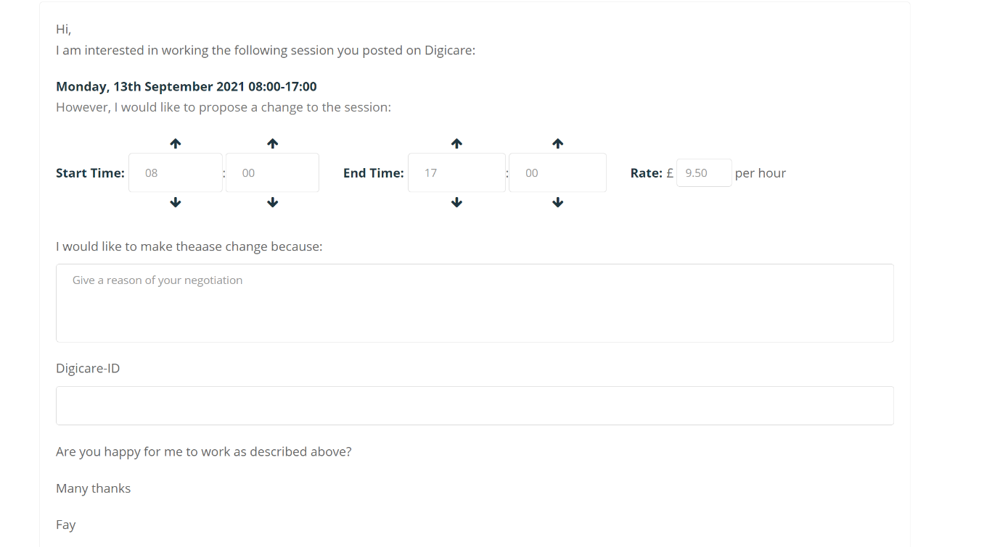 Hi,
I am interested in working the following session you posted on Digicare:
Monday, 13th September 2021 08:00-17:00
However, I would like to propose a change to the session:
Start Time: 08 : 00 End Time: 17 : 00 Rate: £ 9.50 per hour
I would like to make theaase change because:
Give a reason of your negotiation
Digicare-ID
Are you happy for me to work as described above?
Many thanks
Fay